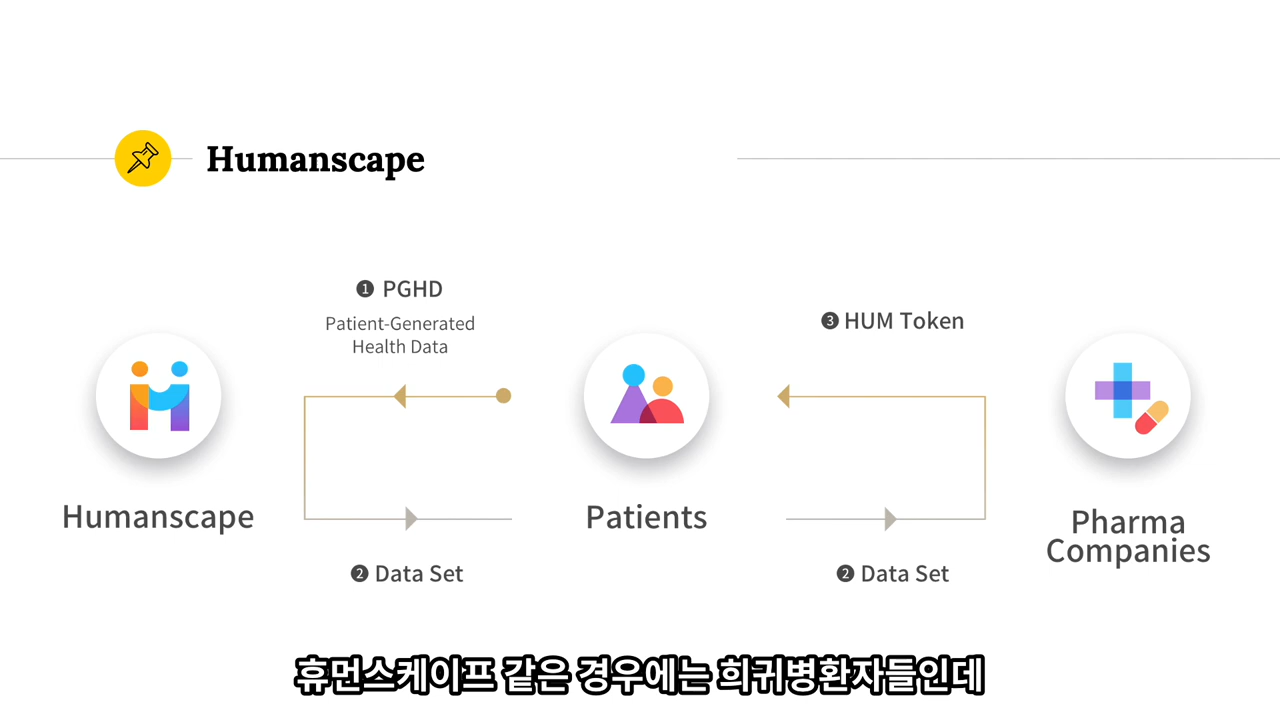 Humanscape
❶ PGHD
Patient-Generated
Health Data
❸ HUM Token
Humanscape
Patients
Pharma
Companies
❷ Data Set
❷ Data Set
휴먼스케이프 같은 경우에는 희귀병환자들인데